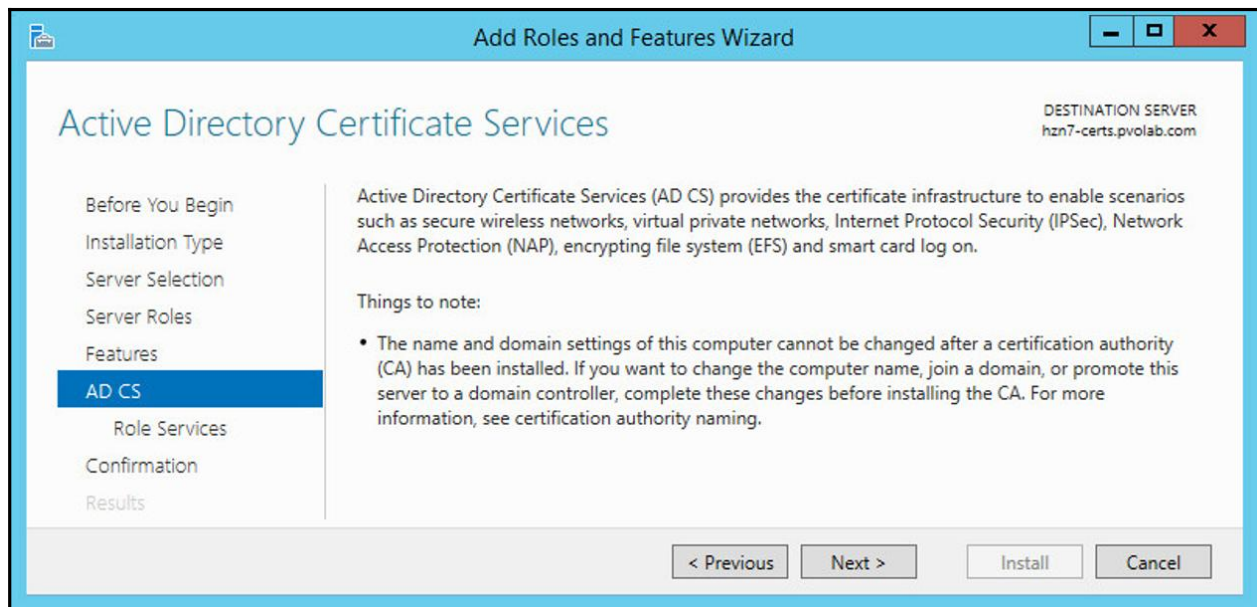 Add Roles and Features Wizard
Active Directory Certificate Services
DESTINATION SERVER
hzn7-certs.pvolab.com
Before You Begin
Installation Type
Server Selection
Server Roles
Features
AD CS
Role Services
Confirmation
Results
Active Directory Certificate Services (AD CS) provides the certificate infrastructure to enable scenarios
such as secure wireless networks, virtual private networks, Internet Protocol Security (IPSec), Network
Access Protection (NAP), encrypting file system (EFS) and smart card log on.
Things to note:
• The name and domain settings of this computer cannot be changed after a certification authority
(CA) has been installed. If you want to change the computer name, join a domain, or promote this
server to a domain controller, complete these changes before installing the CA. For more
information, see certification authority naming.
< Previous
Next >
Install
Cancel